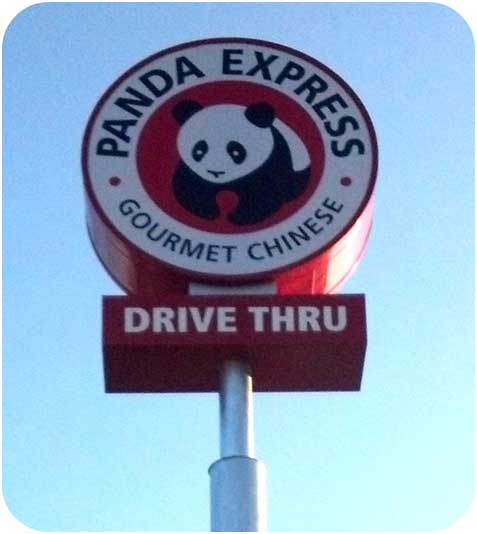 PANDA EXPRESS
GOURMET CHINESE
DRIVE THRU